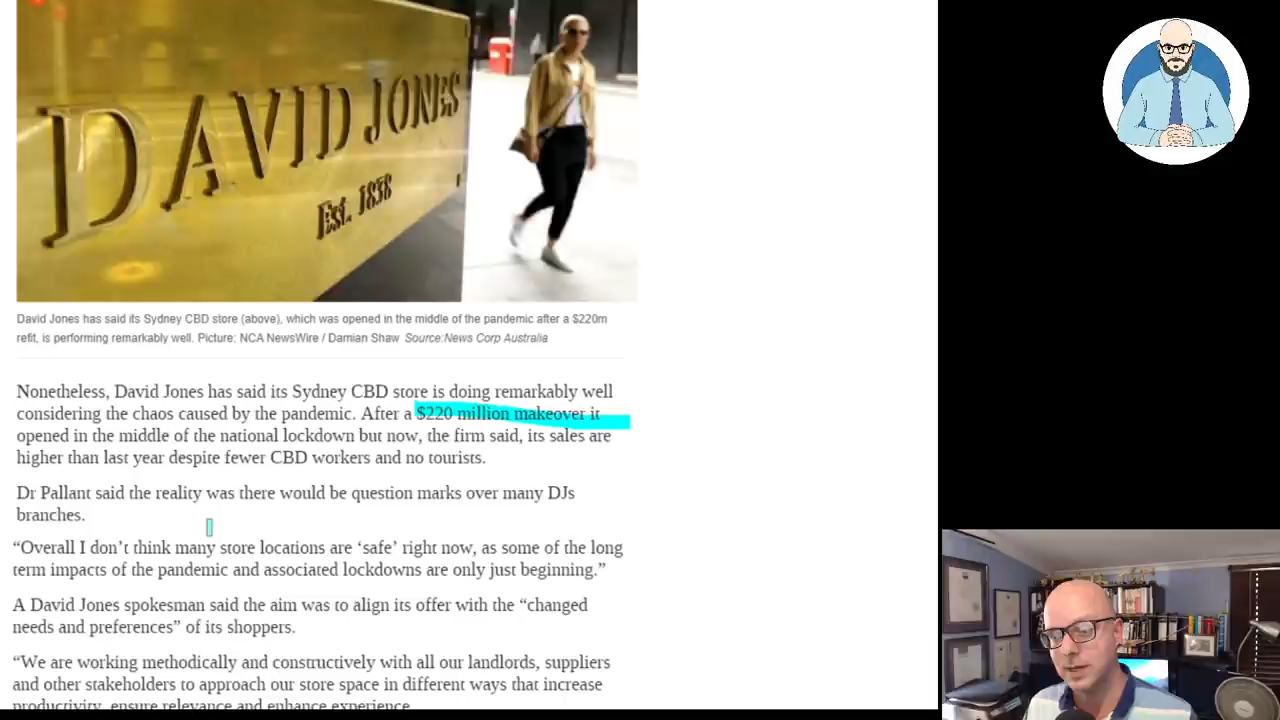 DAVID JONES
Est. 1838
David Jones has said its Sydney CBD store (above), which was opened in the middle of the pandemic after a $220m
refit, is performing remarkably well. Picture: NCA NewsWire / Damian Shaw Source:News Corp Australia
Nonetheless, David Jones has said its Sydney CBD store is doing remarkably well
considering the chaos caused by the pandemic. After a $220 million makeover it
opened in the middle of the national lockdown but now, the firm said, its sales are
higher than last year despite fewer CBD workers and no tourists.
Dr Pallant said the reality was there would be question marks over many DJs
branches.
“Overall I don’t think many store locations are ‘safe’ right now, as some of the long
term impacts of the pandemic and associated lockdowns are only just beginning.”
A David Jones spokesman said the aim was to align its offer with the “changed
needs and preferences” of its shoppers.
“We are working methodically and constructively with all our landlords, suppliers
and other stakeholders to approach our store space in different ways that increase
productivity, ensure relevance and enhance experience